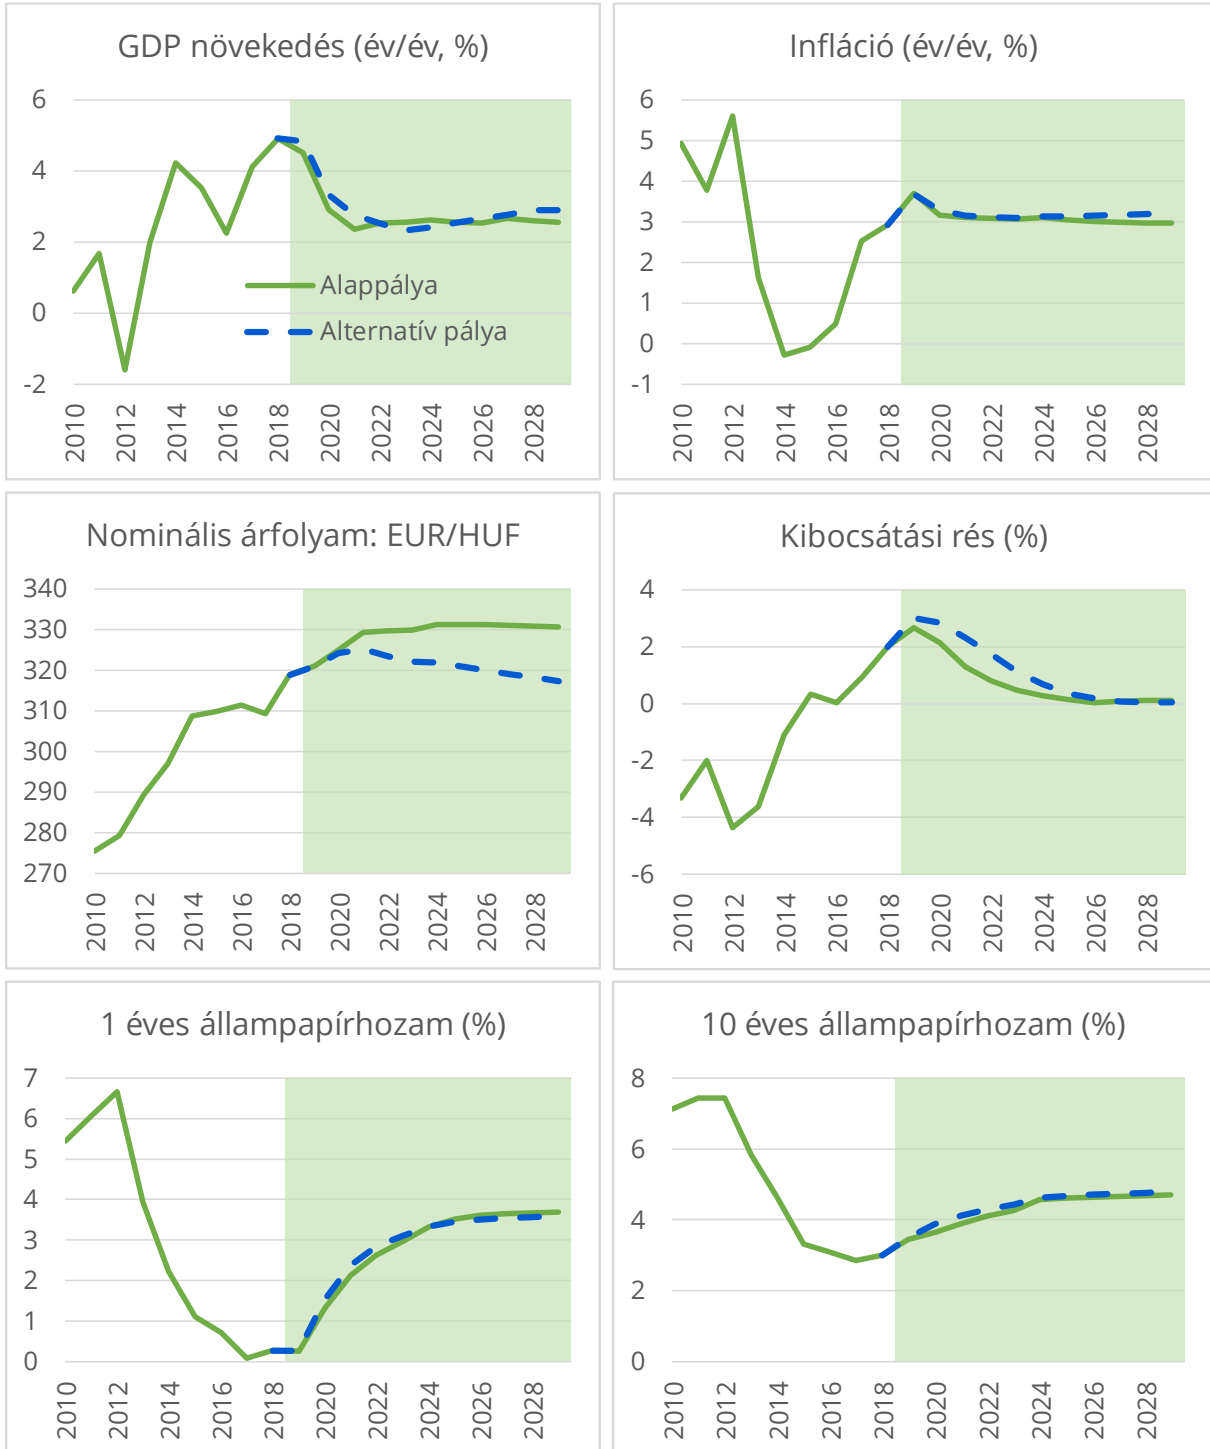 GDP növekedés (év/év, %)
6
4
2
0
-2
Alappálya
Alternatív pálya
2010 2012 2014 2016 2018 2020 2022 2024 2026 2028
Infláció (év/év, %)
6
5
4
3
2
1
0
-1
2010 2012 2014 2016 2018 2020 2022 2024 2026 2028
Nominális árfolyam: EUR/HUF
340
330
320
310
300
290
280
270
2010 2012 2014 2016 2018 2020 2022 2024 2026 2028
Kibocsátási rés (%)
4
2
0
-2
-4
-6
2010 2012 2014 2016 2018 2020 2022 2024 2026 2028
1 éves állampapírhozam (%)
7
6
5
4
3
2
1
0
2010 2012 2014 2016 2018 2020 2022 2024 2026 2028
10 éves állampapírhozam (%)
8
6
4
2
0
2010 2012 2014 2016 2018 2020 2022 2024 2026 2028